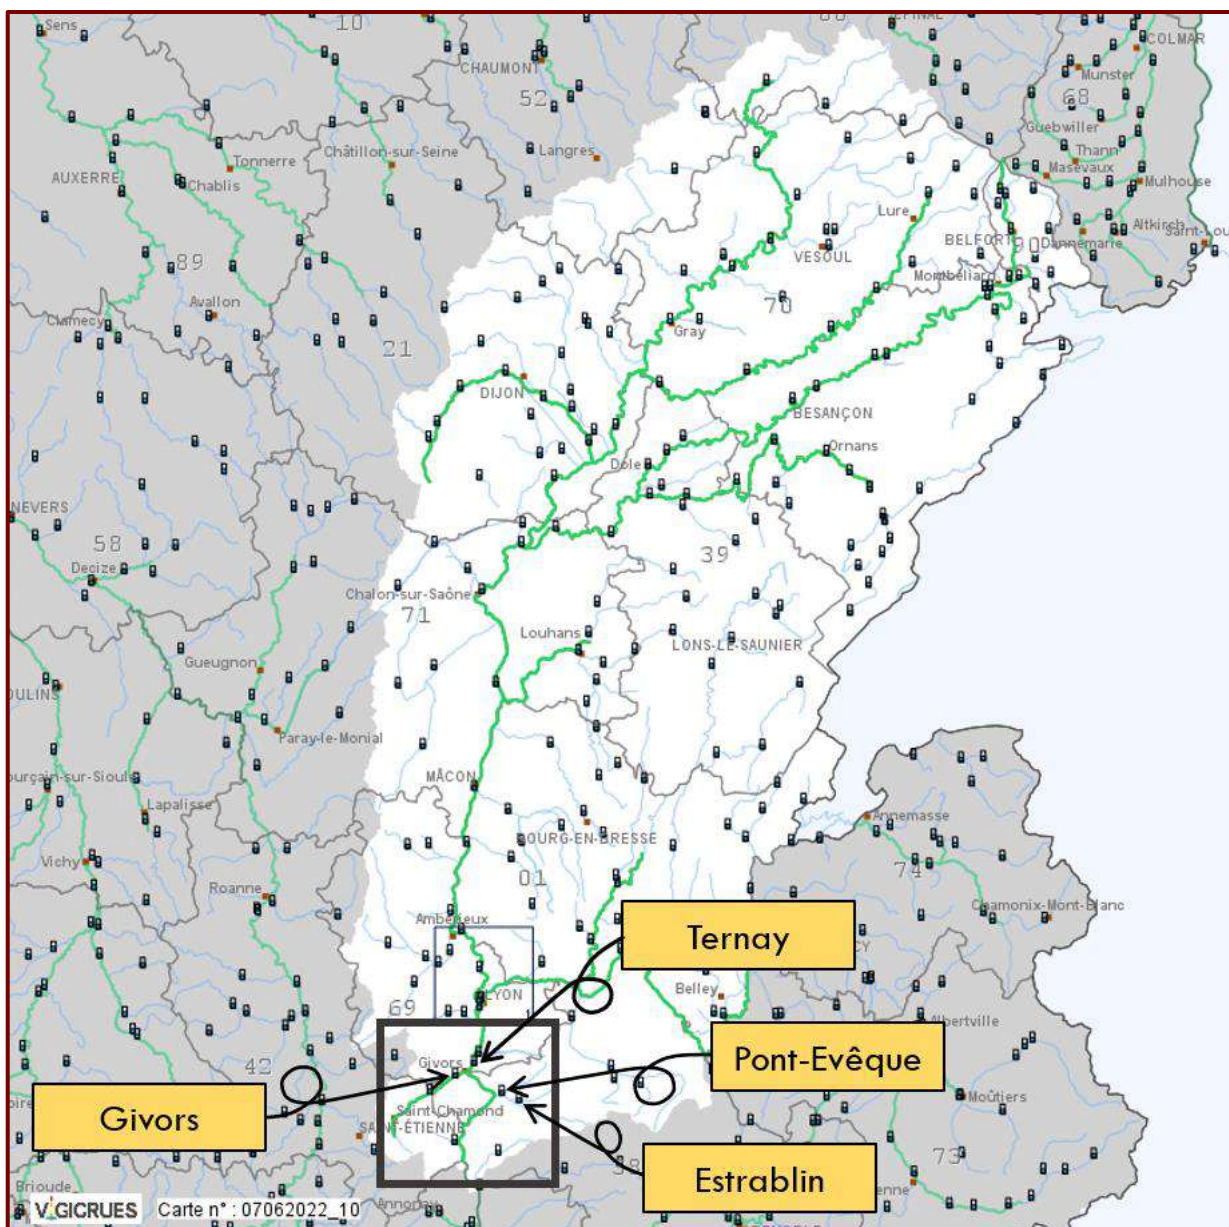 Sens
10
CHAUMONT
52
Langres
COLMAR
Munster
68
Guebwiller
Thann
Masevaux
Mulhouse
Altkirch
Dannemarie
Tonnerre
Châtillon-sur-Seine
AUXERRE
Chablis
21
89
Avallon
Clamecy
Lure
VESOUL
BELFORT
90
Montbéliard
70
Gray
DIJON
BESANÇON
Ornans
Dole
NEVERS
58
Decize
39
Chalon-sur-Saône
71
Louhans
LONS-LE-SAUNIER
Gueugnon
Paray-le-Monial
MÂCON
Lapalisse
BOURG-EN-BRESSE
Annemasse
Vichy
01
74
Roanne
Chamonix-Mont-Blanc
Ambérieux
Ternay
69
LYON
Belley
Albertville
42
Givors
Pont-Evêque
Moûtiers
Givors
Saint-Chamond
SAINT-ÉTIENNE
Estrablin
73
Brioude
Annonay
VIGICRUES
Carte n° : 07062022_10